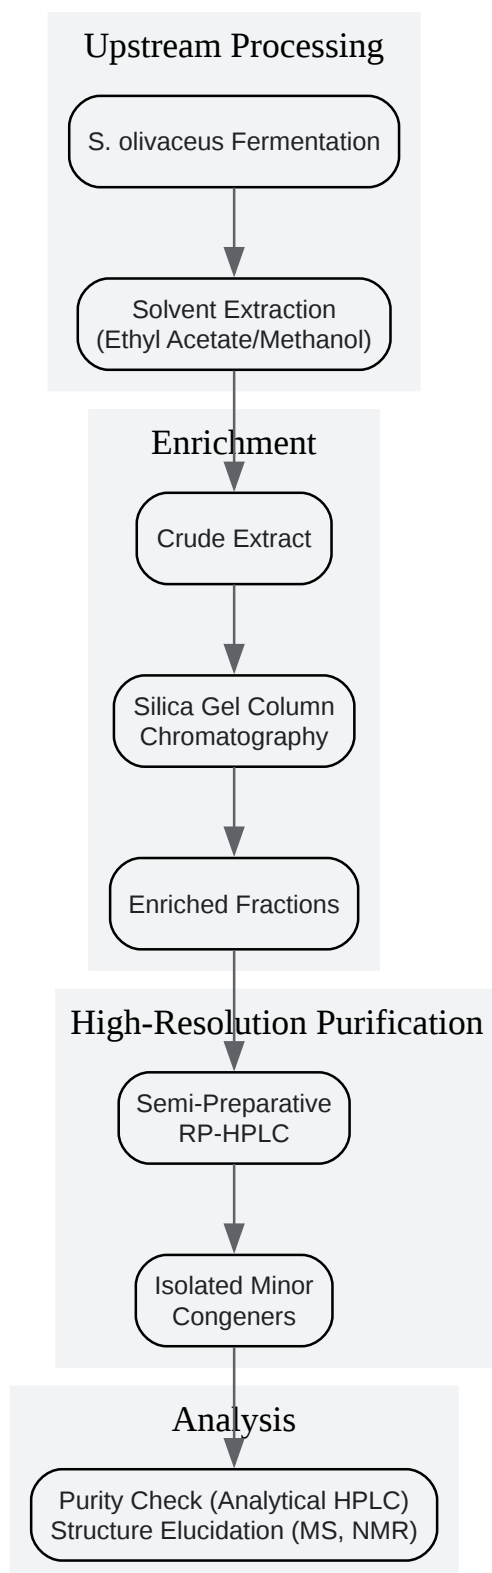 Upstream Processing
S. olivaceus Fermentation
Solvent Extraction
(Ethyl Acetate/Methanol)
Enrichment
Crude Extract
Silica Gel Column
Chromatography
Enriched Fractions
High-Resolution Purification
Semi-Preparative
RP-HPLC
Isolated Minor
Congeners
Analysis
Purity Check (Analytical HPLC)
Structure Elucidation (MS, NMR)